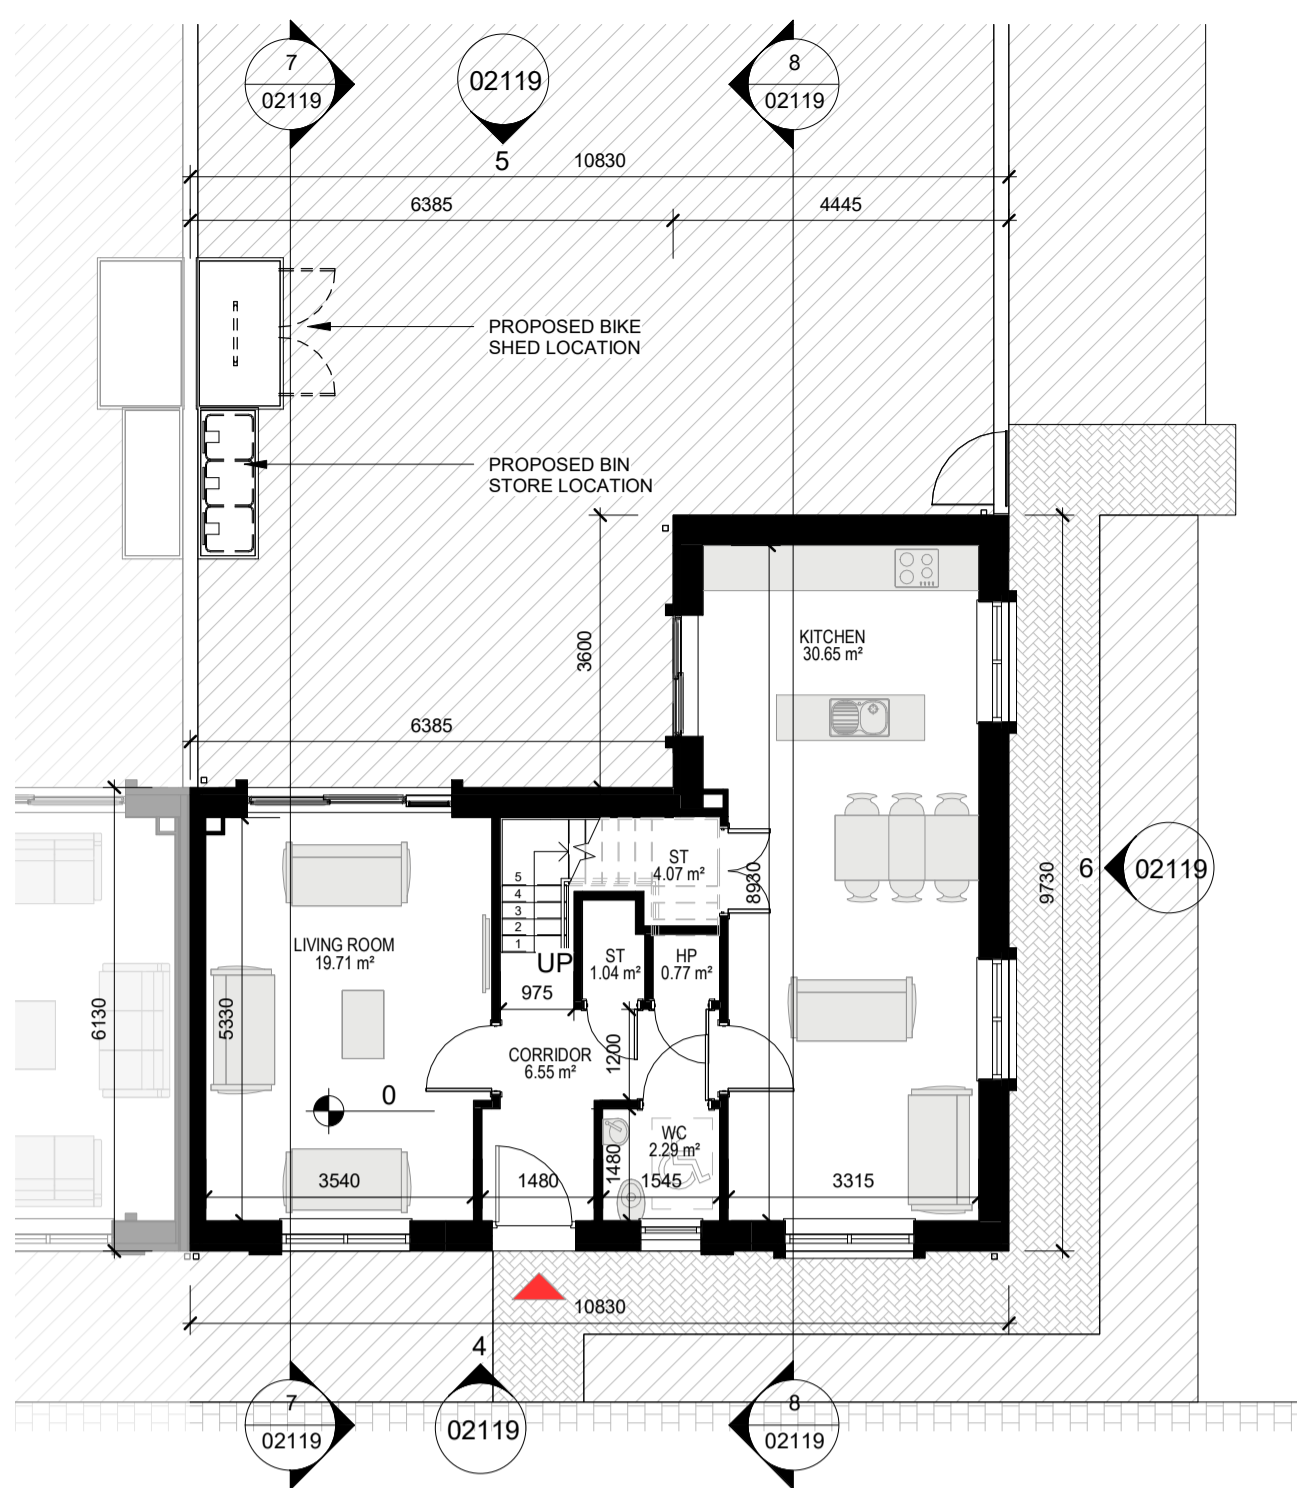 7
02119
02119
5
8
02119
10830
6385
4445
PROPOSED BIKE
SHED LOCATION
PROPOSED BIN
STORE LOCATION
3600
6385
KITCHEN
30.65 m²
ST
4.07 m²
8930
9730
6
02119
5
4
3
2
1
UP
975
LIVING ROOM
19.71 m²
ST
1.04 m²
HP
0.77 m²
6130
5330
CORRIDOR
6.55 m²
1200
0
WC
2.29 m²
1480
3540
1480
1545
3315
10830
4
02119
7
02119
8
02119